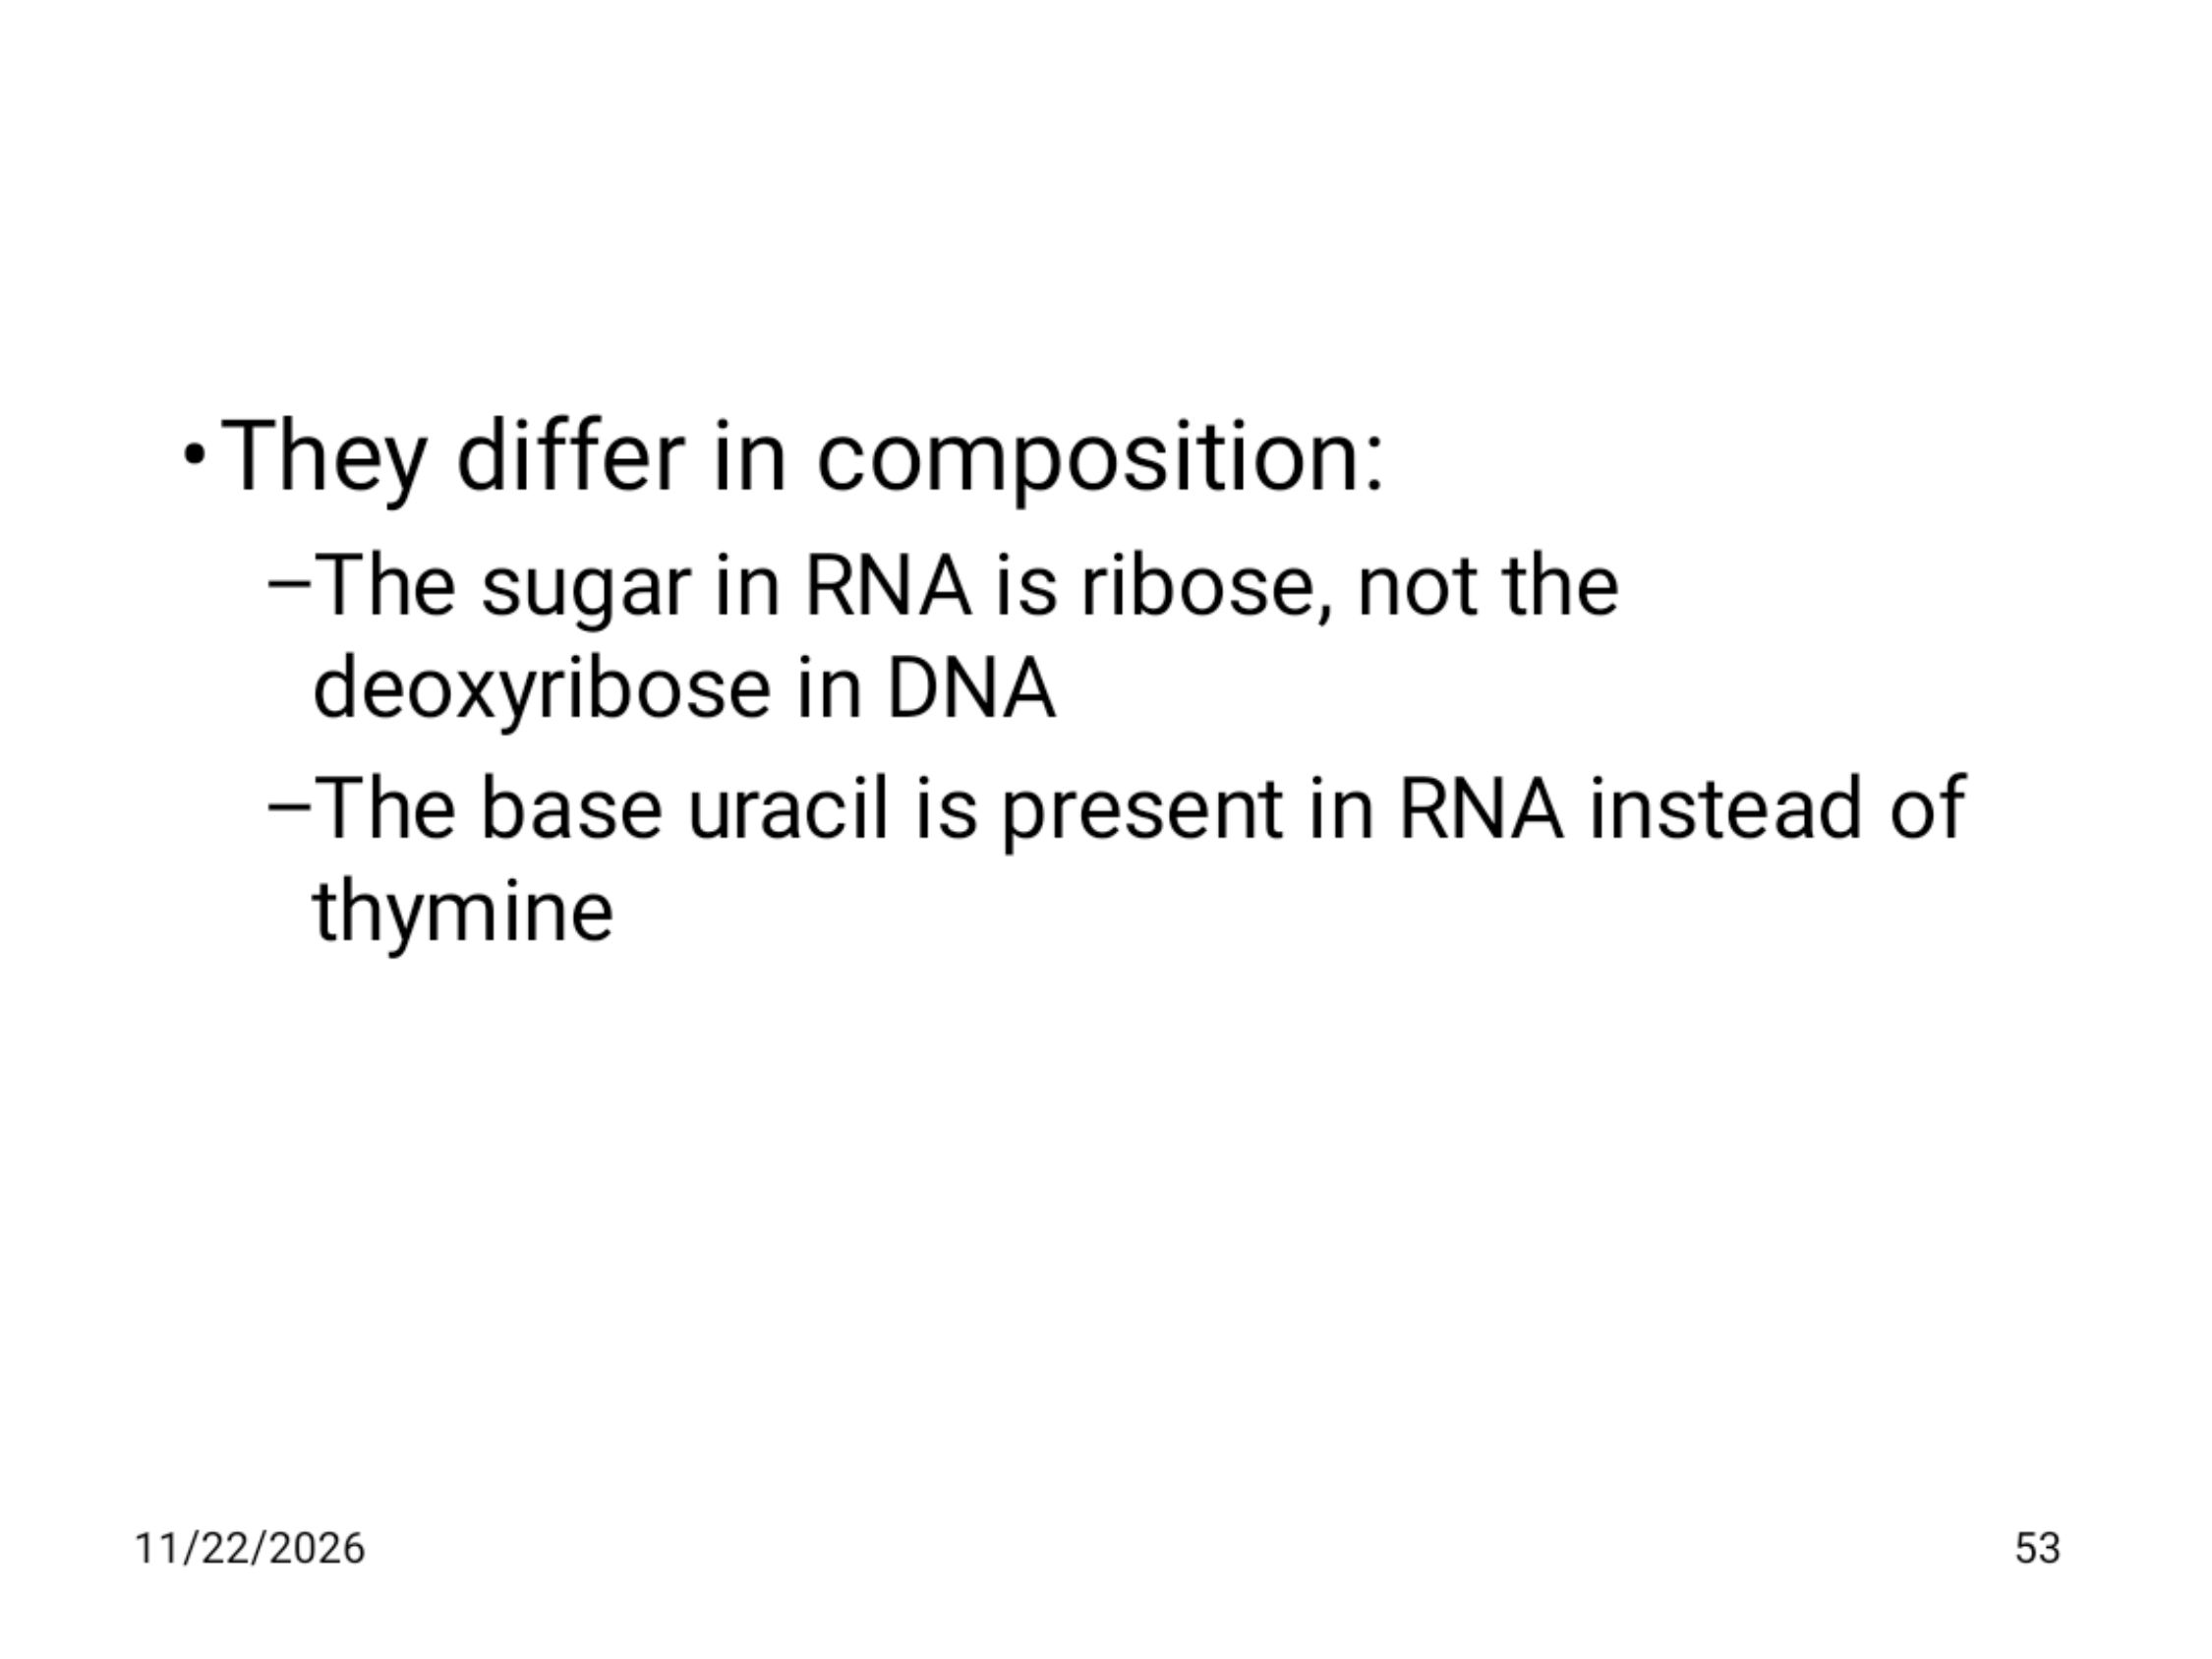 •They differ in composition:
–The sugar in RNA is ribose, not the
deoxyribose in DNA
–The base uracil is present in RNA instead of
thymine
11/22/2026
53